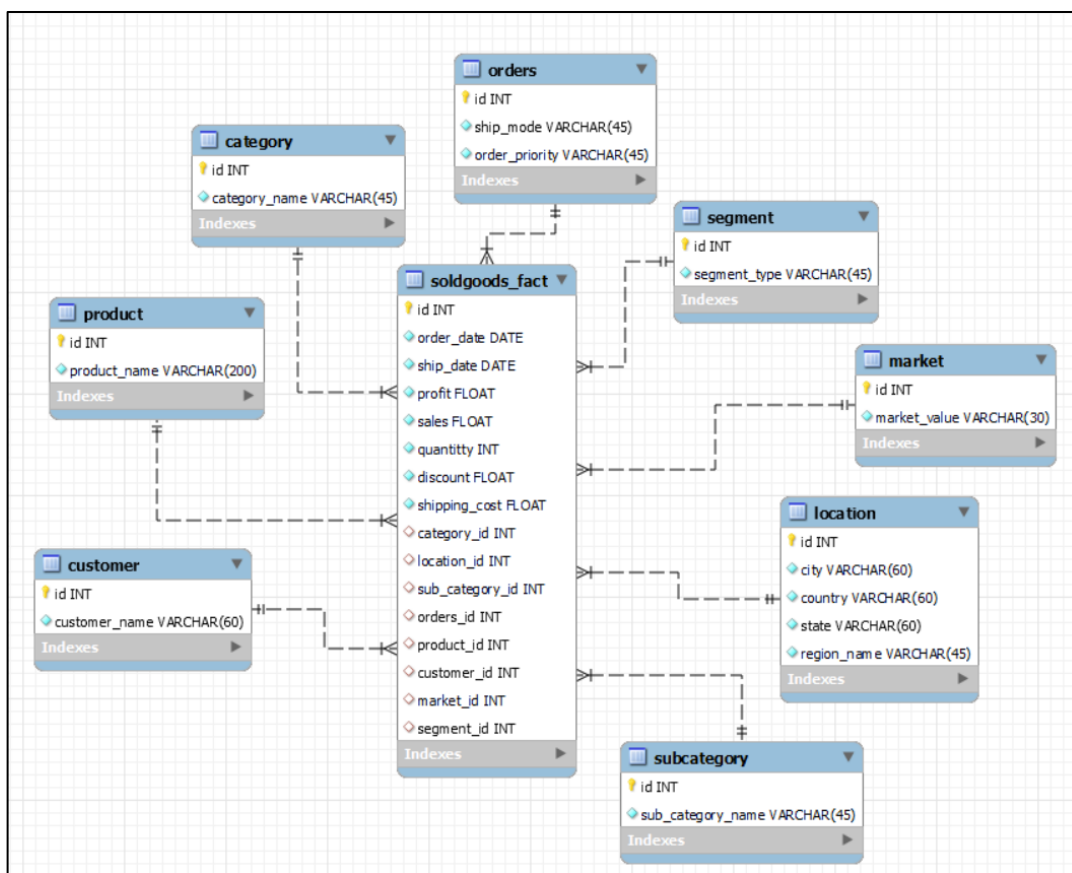 orders
id INT
ship_mode VARCHAR(45)
order_priority VARCHAR(45)
Indexes
category
id INT
category_name VARCHAR(45)
Indexes
segment
id INT
segment_type VARCHAR(45)
Indexes
soldgoods_fact
id INT
order_date DATE
ship_date DATE
profit FLOAT
sales FLOAT
quantitty INT
discount FLOAT
shipping_cost FLOAT
category_id INT
location_id INT
sub_category_id INT
orders_id INT
product_id INT
customer_id INT
market_id INT
segment_id INT
Indexes
product
id INT
product_name VARCHAR(200)
Indexes
market
id INT
market_value VARCHAR(30)
Indexes
location
id INT
city VARCHAR(60)
country VARCHAR(60)
state VARCHAR(60)
region_name VARCHAR(45)
Indexes
customer
id INT
customer_name VARCHAR(60)
Indexes
subcategory
id INT
sub_category_name VARCHAR(45)
Indexes